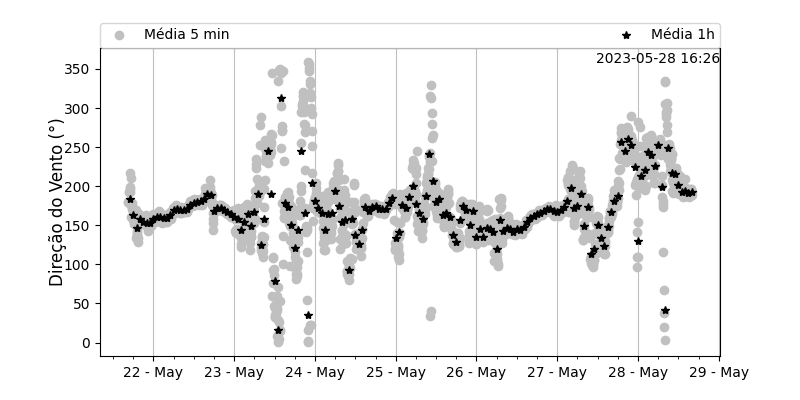 Média 5 min
Média 1h
2023-05-28 16:26
Direção do Vento (°)
350
300
250
200
150
100
50
0
22 - May
23 - May
24 - May
25 - May
26 - May
27 - May
28 - May
29 - May